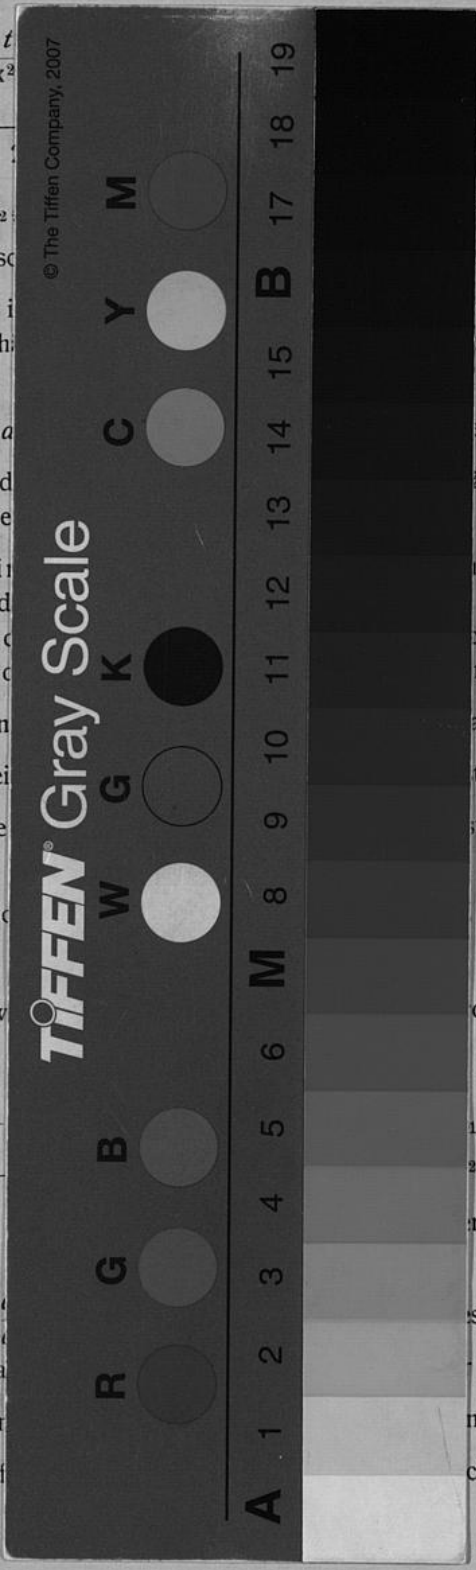 TIFFEN® Gray Scale
© The Tiffen Company, 2007
R G B W G K C Y M
A 1 2 3 4 5 6 M 8 9 10 11 12 13 14 15 B 17 18 19